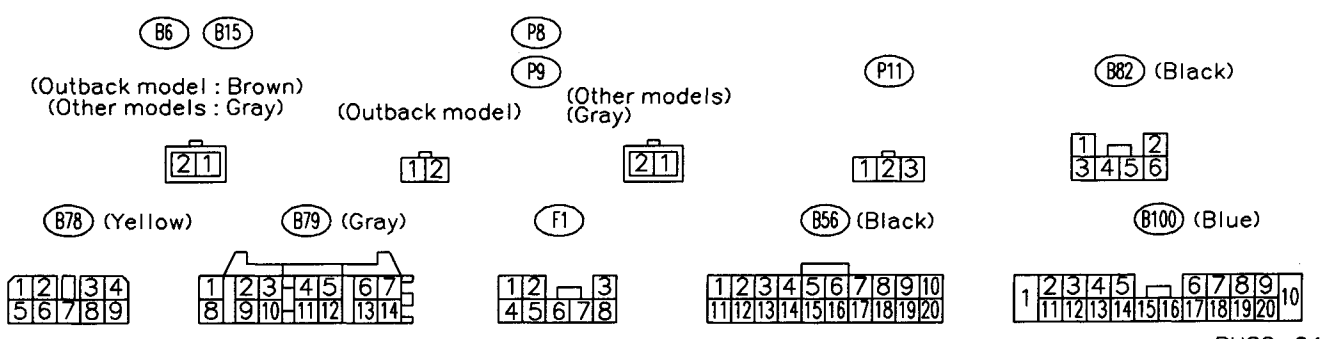 B6 B15
(Outback model : Brown)
(Other models : Gray)
2 1
P8
P9
(Outback model)
1 2
(Other models)
(Gray)
2 1
P11
1 2 3
B82 (Black)
1 2
3 4 5 6
B78 (Yellow)
1 2 3 4
5 6 7 8 9
B79 (Gray)
1 2 3 4 5 6 7
8 9 10 11 12 13 14
F1
1 2 3
4 5 6 7 8
B56 (Black)
1 2 3 4 5 6 7 8 9 10
11 12 13 14 15 16 17 18 19 20
B100 (Blue)
1 2 3 4 5 6 7 8 9 10
11 12 13 14 15 16 17 18 19 20